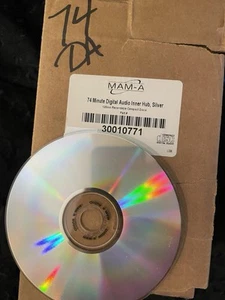 74
DA
MAM-A
74 Minute Digital Audio Inner Hub, Silver
30010771